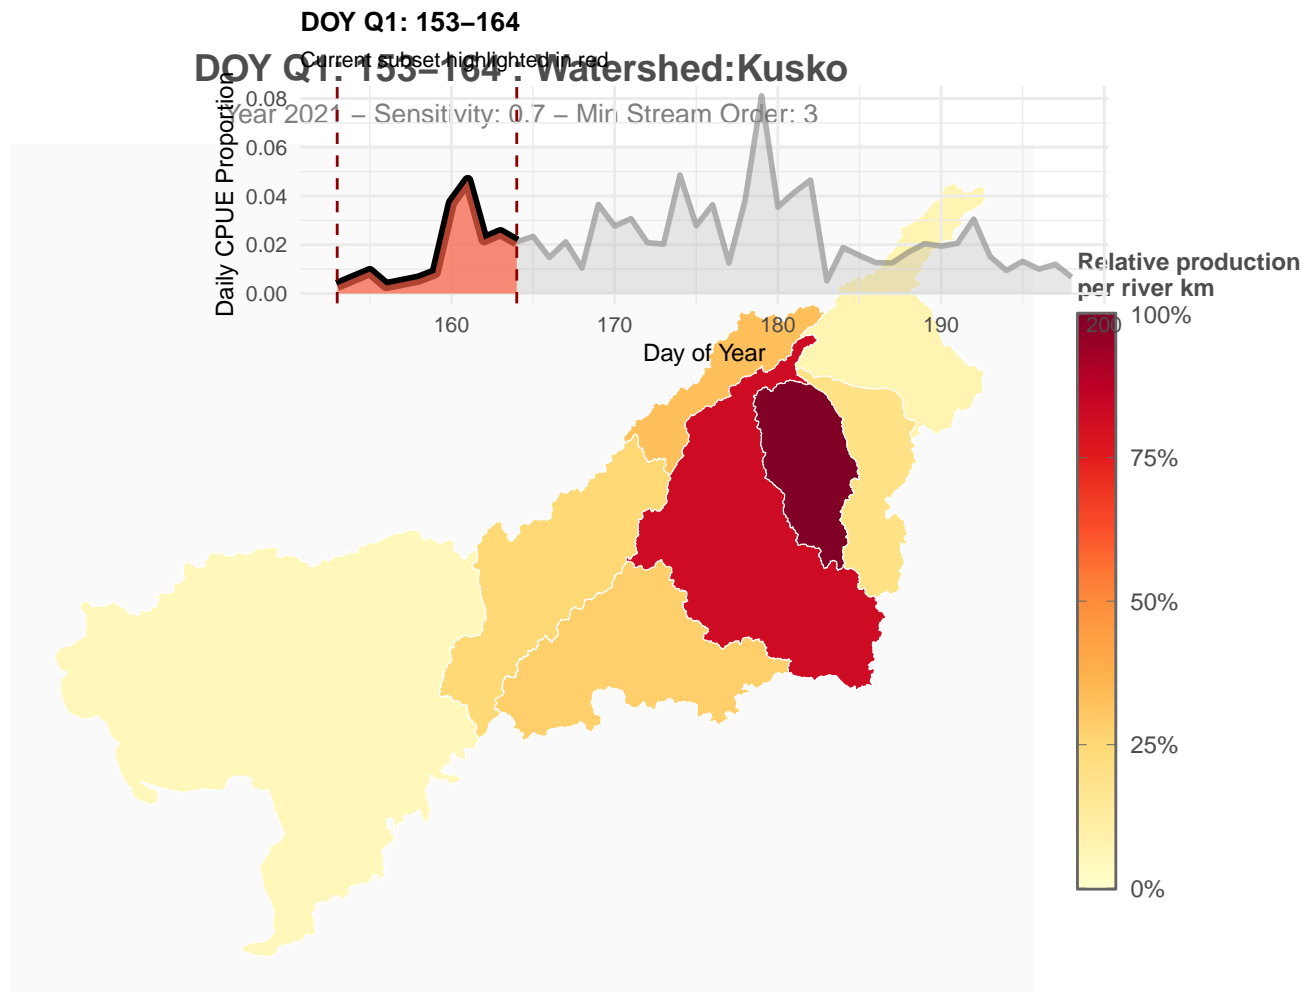 DOY Q1: 153–164
Current subset highlighted in red
DOY Q1: 153–164 : Watershed:Kusko
Year 2021 – Sensitivity: 0.7 – Min Stream Order: 3
Daily CPUE Proportion
0.08
0.06
0.04
0.02
0.00
160
170
180
190
200
Day of Year
Relative production
per river km
100%
75%
50%
25%
0%